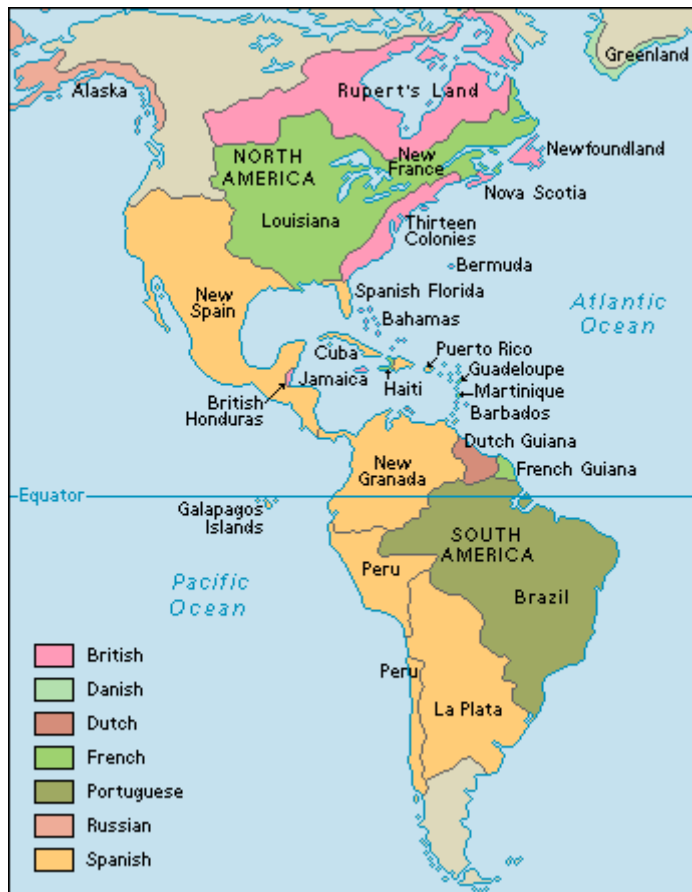 Greenland
Alaska
Rupert's Land
NORTH
AMERICA
New
France
Newfoundland
Nova Scotia
Louisiana
Thirteen
Colonies
Bermuda
New
Spain
Spanish Florida
Atlantic
Ocean
Bahamas
Cuba
Puerto Rico
Jamaica
Haiti
Guadeloupe
Martinique
Barbados
British
Honduras
Dutch Guiana
New
Granada
French Guiana
Equator
Galapagos
Islands
SOUTH
AMERICA
Peru
Pacific
Ocean
Brazil
Peru
La Plata
British
Danish
Dutch
French
Portuguese
Russian
Spanish